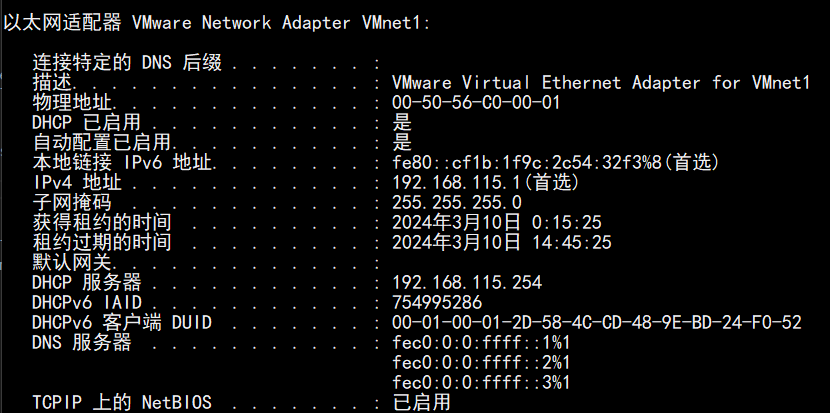 以太网适配器 VMware Network Adapter VMnet1:
连接特定的 DNS 后缀 . . . . . . . :
描述. . . . . . . . . . . . . . . : VMware Virtual Ethernet Adapter for VMnet1
物理地址. . . . . . . . . . . . . : 00-50-56-C0-00-01
DHCP 已启用 . . . . . . . . . . . : 是
自动配置已启用. . . . . . . . . . : 是
本地链接 IPv6 地址. . . . . . . . : fe80::cf1b:1f9c:2c54:32f3%8(首选)
IPv4 地址 . . . . . . . . . . . . : 192.168.115.1(首选)
子网掩码 . . . . . . . . . . . . : 255.255.255.0
获得租约的时间 . . . . . . . . . : 2024年3月10日 0:15:25
租约过期的时间 . . . . . . . . . : 2024年3月10日 14:45:25
默认网关. . . . . . . . . . . . . :
DHCP 服务器 . . . . . . . . . . . : 192.168.115.254
DHCPv6 IAID . . . . . . . . . . . : 754995286
DHCPv6 客户端 DUID . . . . . . . : 00-01-00-01-2D-58-4C-CD-48-9E-BD-24-F0-52
DNS 服务器 . . . . . . . . . . . : fec0:0:0:ffff::1%1
fec0:0:0:ffff::2%1
fec0:0:0:ffff::3%1
TCPIP 上的 NetBIOS . . . . . . . : 已启用